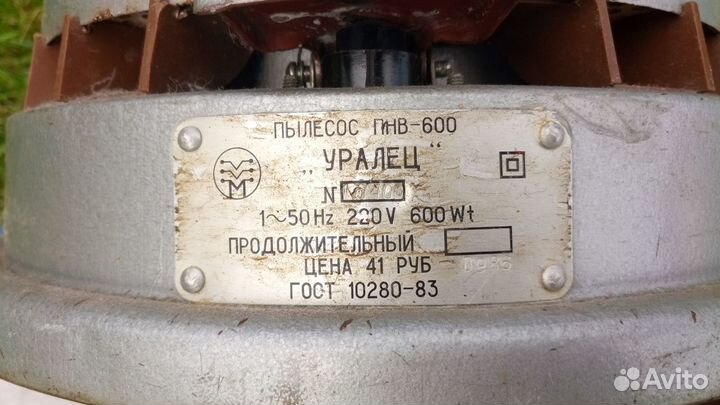 ПЫЛЕСОС ПНВ-600
"УРАЛЕЦ"
М
N
1~50Hz 220V 600Wt
ПРОДОЛЖИТЕЛЬНЫЙ
ЦЕНА 41 РУБ
ГОСТ 10280-83
Avito